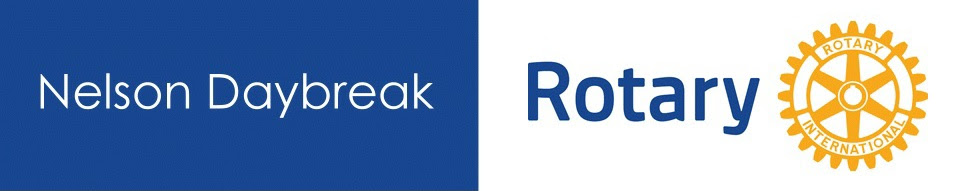 Nelson Daybreak
Rotary
ROTARY
INTERNATIONAL